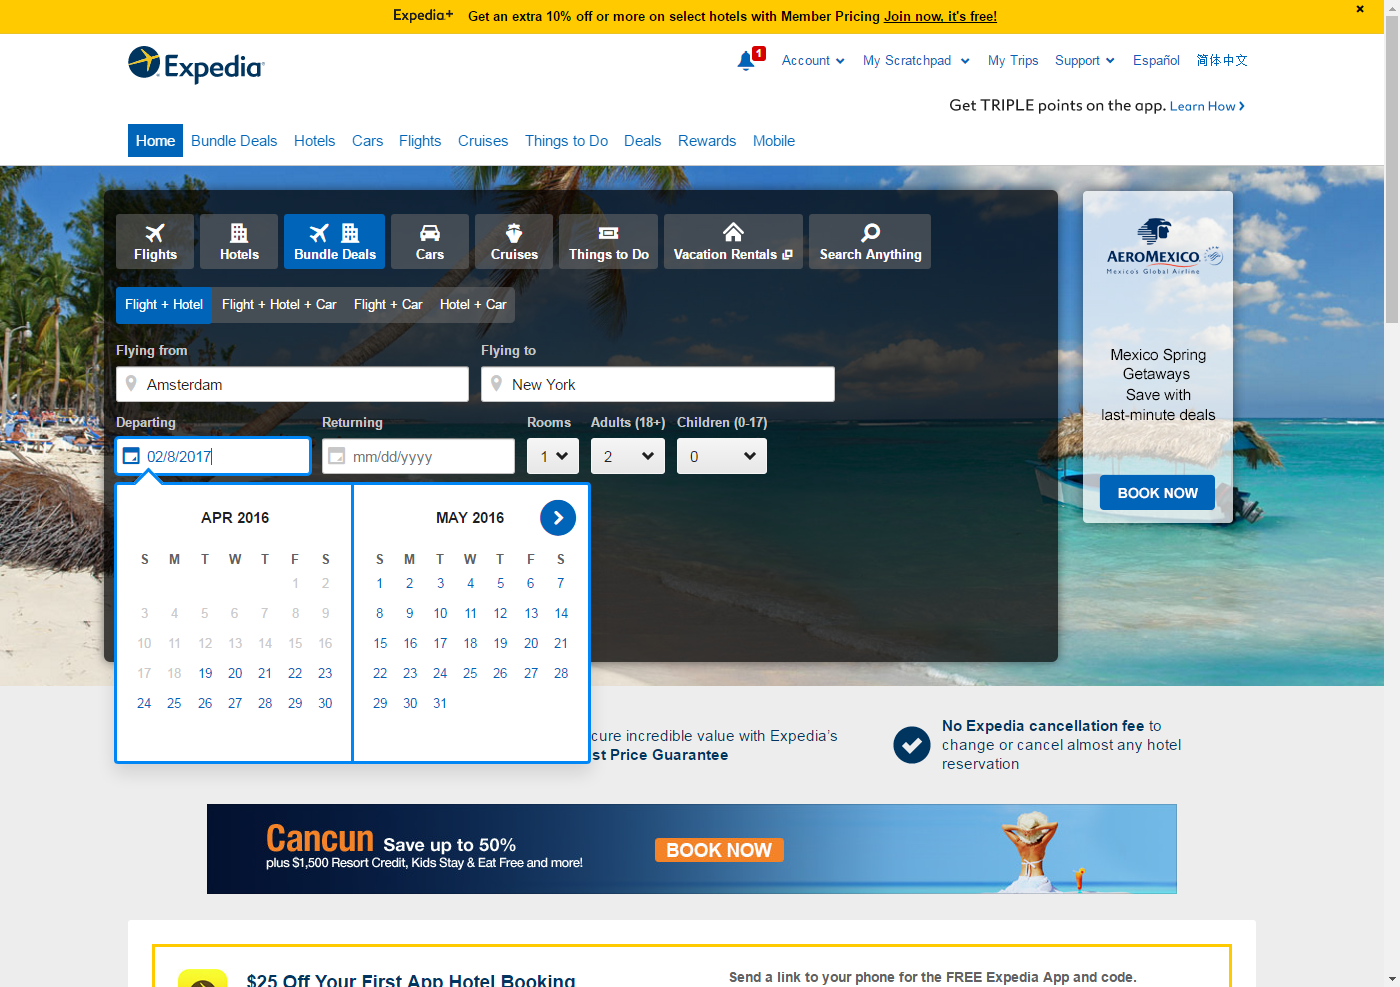 Expedia+ Get an extra 10% off or more on select hotels with Member Pricing Join now, it's free!
Expedia
1 Account My Scratchpad My Trips Support Español 简体中文
Get TRIPLE points on the app. Learn How
Home Bundle Deals Hotels Cars Flights Cruises Things to Do Deals Rewards Mobile
Flights Hotels Bundle Deals Cars Cruises Things to Do Vacation Rentals Search Anything
Flight + Hotel Flight + Hotel + Car Flight + Car Hotel + Car
Flying from Flying to
Amsterdam New York
Departing Returning Rooms Adults (18+) Children (0-17)
02/8/2017 mm/dd/yyyy 1 2 0
APR 2016 MAY 2016
S M T W T F S S M T W T F S
1 2 1 2 3 4 5 6 7
3 4 5 6 7 8 9 8 9 10 11 12 13 14
10 11 12 13 14 15 16 15 16 17 18 19 20 21
17 18 19 20 21 22 23 22 23 24 25 26 27 28
24 25 26 27 28 29 30 29 30 31
AEROMEXICO
Mexico's Global Airline
Mexico Spring
Getaways
Save with
last-minute deals
BOOK NOW
cure incredible value with Expedia's
st Price Guarantee
No Expedia cancellation fee to
change or cancel almost any hotel
reservation
Cancun Save up to 50%
plus $1,500 Resort Credit, Kids Stay & Eat Free and more!
BOOK NOW
$25 Off Your First App Hotel Booking
Send a link to your phone for the FREE Expedia App and code.